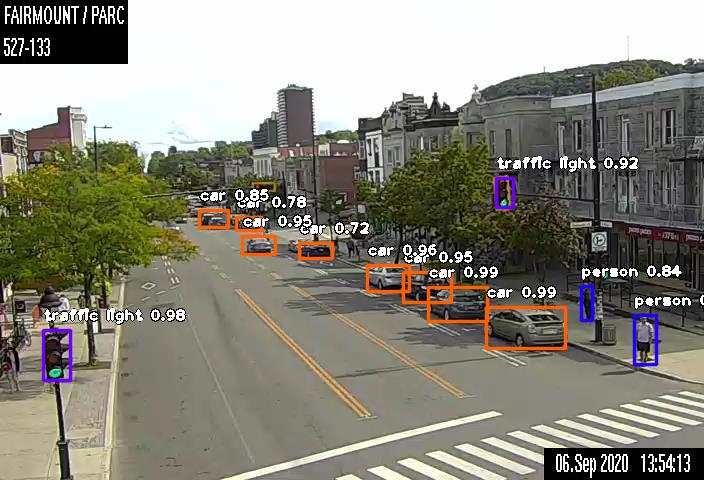 FAIRMOUNT / PARC
527-133
traffic light 0.92
car 0.85
car 0.78
car 0.95
car 0.72
car 0.96
car 0.95
car 0.99
person 0.84
car 0.99
person
traffic light 0.98
06.Sep 2020 13:54:13